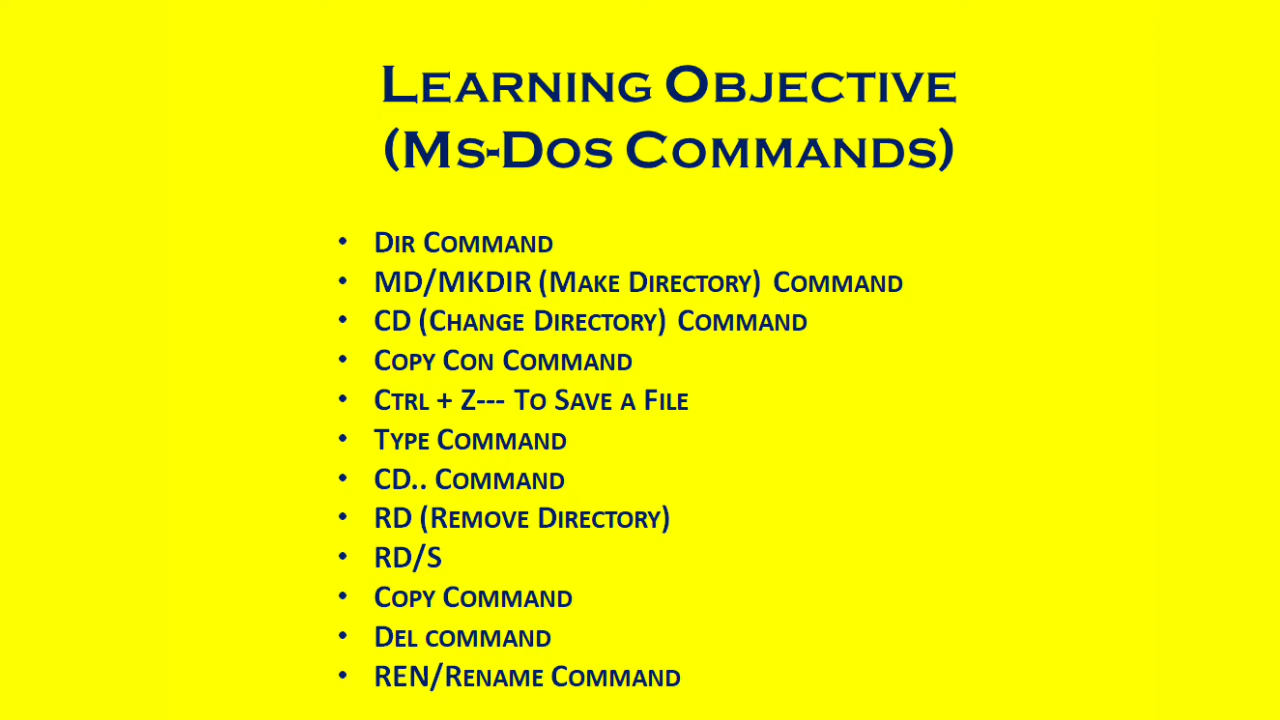 Learning Objective
(Ms-Dos Commands)
• Dir Command
• MD/MKDIR (Make Directory) Command
• CD (Change Directory) Command
• Copy Con Command
• Ctrl + Z--- To Save a File
• Type Command
• CD.. Command
• RD (Remove Directory)
• RD/S
• Copy Command
• Del command
• REN/Rename Command